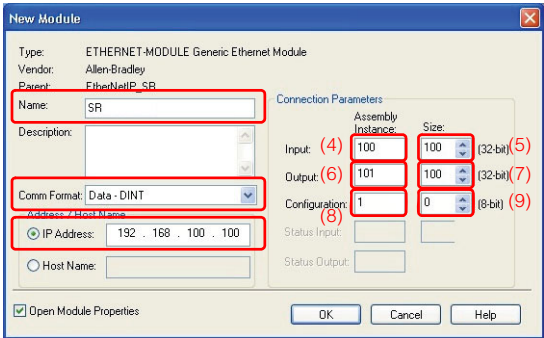 New Module
Type: ETHERNET-MODULE Generic Ethernet Module
Vendor: Allen-Bradley
Parent: EtherNetIP_SR
Name: SR
Description:
Comm Format: Data - DINT
Address / Host Name
IP Address: 192 . 168 . 100 . 100
Host Name:
Connection Parameters
Assembly
Instance: Size:
Input: (4) 100 100 (32-bit) (5)
Output: (6) 101 100 (32-bit) (7)
Configuration: (8) 1 0 (8-bit) (9)
Status Input:
Status Output:
Open Module Properties
OK Cancel Help